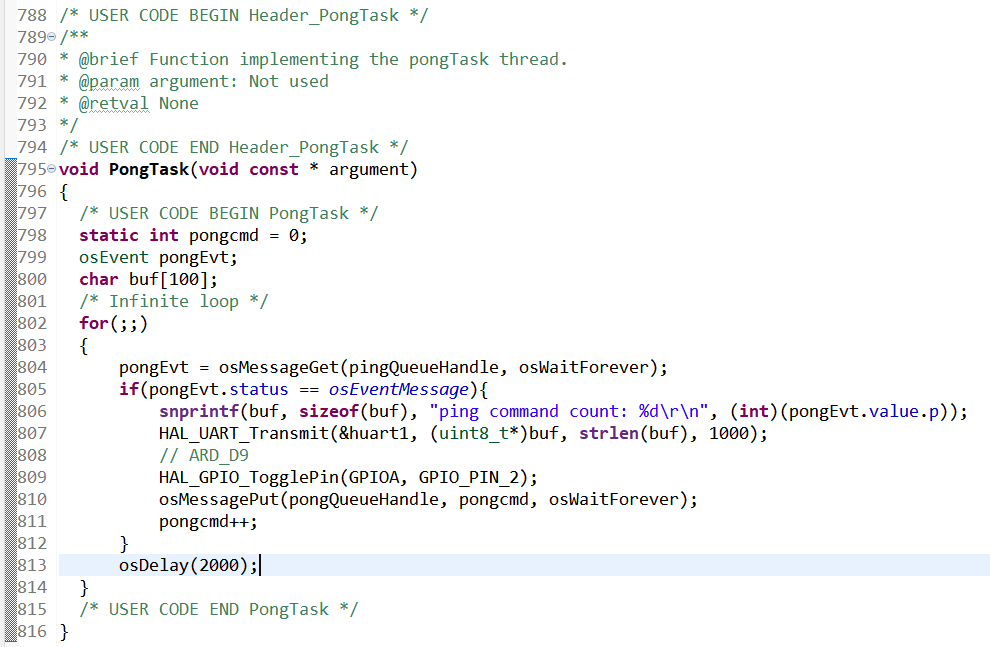 788 /* USER CODE BEGIN Header_PongTask */
789 /**
790 * @brief Function implementing the pongTask thread.
791 * @param argument: Not used
792 * @retval None
793 */
794 /* USER CODE END Header_PongTask */
795 void PongTask(void const * argument)
796 {
797   /* USER CODE BEGIN PongTask */
798   static int pongcmd = 0;
799   osEvent pongEvt;
800   char buf[100];
801   /* Infinite loop */
802   for(;;)
803   {
804       pongEvt = osMessageGet(pingQueueHandle, osWaitForever);
805       if(pongEvt.status == osEventMessage){
806           snprintf(buf, sizeof(buf), "ping command count: %d\r\n", (int)(pongEvt.value.p));
807           HAL_UART_Transmit(&huart1, (uint8_t*)buf, strlen(buf), 1000);
808           // ARD_D9
809           HAL_GPIO_TogglePin(GPIOA, GPIO_PIN_2);
810           osMessagePut(pongQueueHandle, pongcmd, osWaitForever);
811           pongcmd++;
812       }
813       osDelay(2000);
814   }
815   /* USER CODE END PongTask */
816 }